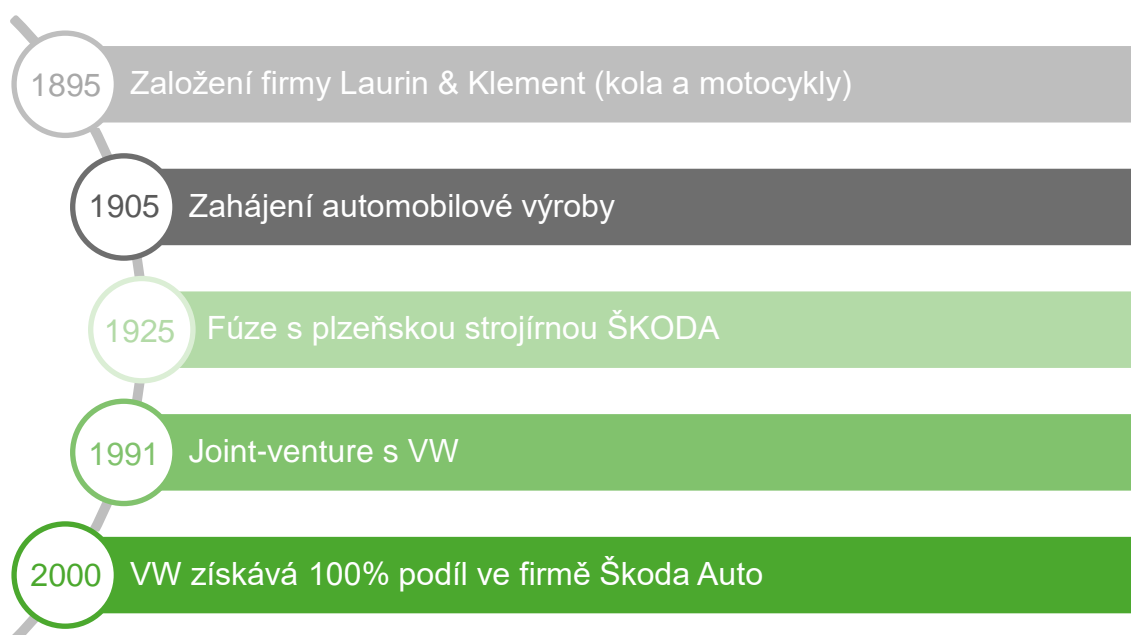 1895 Založení firmy Laurin & Klement (kola a motocykly)
1905 Zahájení automobilové výroby
1925 Fúze s plzeňskou strojírnou ŠKODA
1991 Joint-venture s VW
2000 VW získává 100% podíl ve firmě Škoda Auto